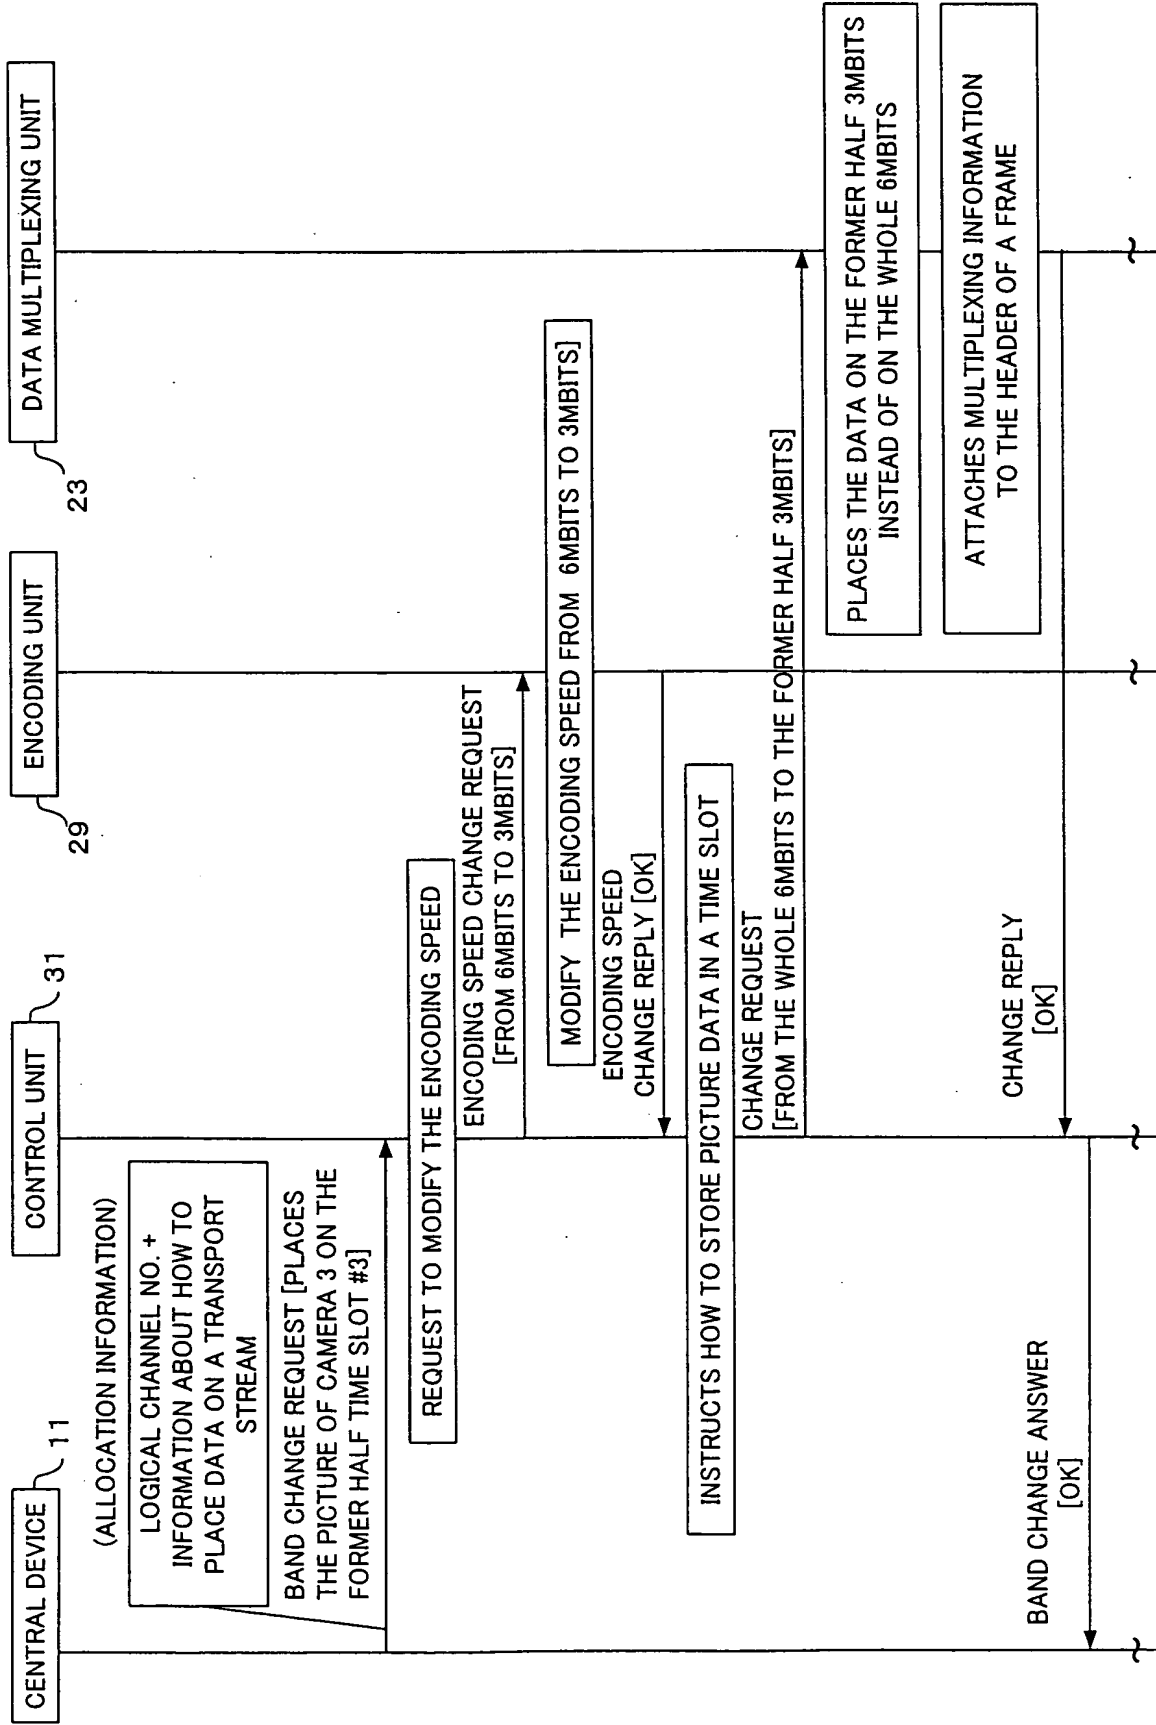 CENTRAL DEVICE
11
CONTROL UNIT
31
ENCODING UNIT
29
DATA MULTIPLEXING UNIT
23
(ALLOCATION INFORMATION)
LOGICAL CHANNEL NO. +
INFORMATION ABOUT HOW TO
PLACE DATA ON A TRANSPORT
STREAM
BAND CHANGE REQUEST [PLACES
THE PICTURE OF CAMERA 3 ON THE
FORMER HALF TIME SLOT #3]
REQUEST TO MODIFY THE ENCODING SPEED
ENCODING SPEED CHANGE REQUEST
[FROM 6MBITS TO 3MBITS]
MODIFY THE ENCODING SPEED FROM 6MBITS TO 3MBITS]
ENCODING SPEED
CHANGE REPLY [OK]
INSTRUCTS HOW TO STORE PICTURE DATA IN A TIME SLOT
CHANGE REQUEST
[FROM THE WHOLE 6MBITS TO THE FORMER HALF 3MBITS]
PLACES THE DATA ON THE FORMER HALF 3MBITS
INSTEAD OF ON THE WHOLE 6MBITS
ATTACHES MULTIPLEXING INFORMATION
TO THE HEADER OF A FRAME
CHANGE REPLY
[OK]
BAND CHANGE ANSWER
[OK]